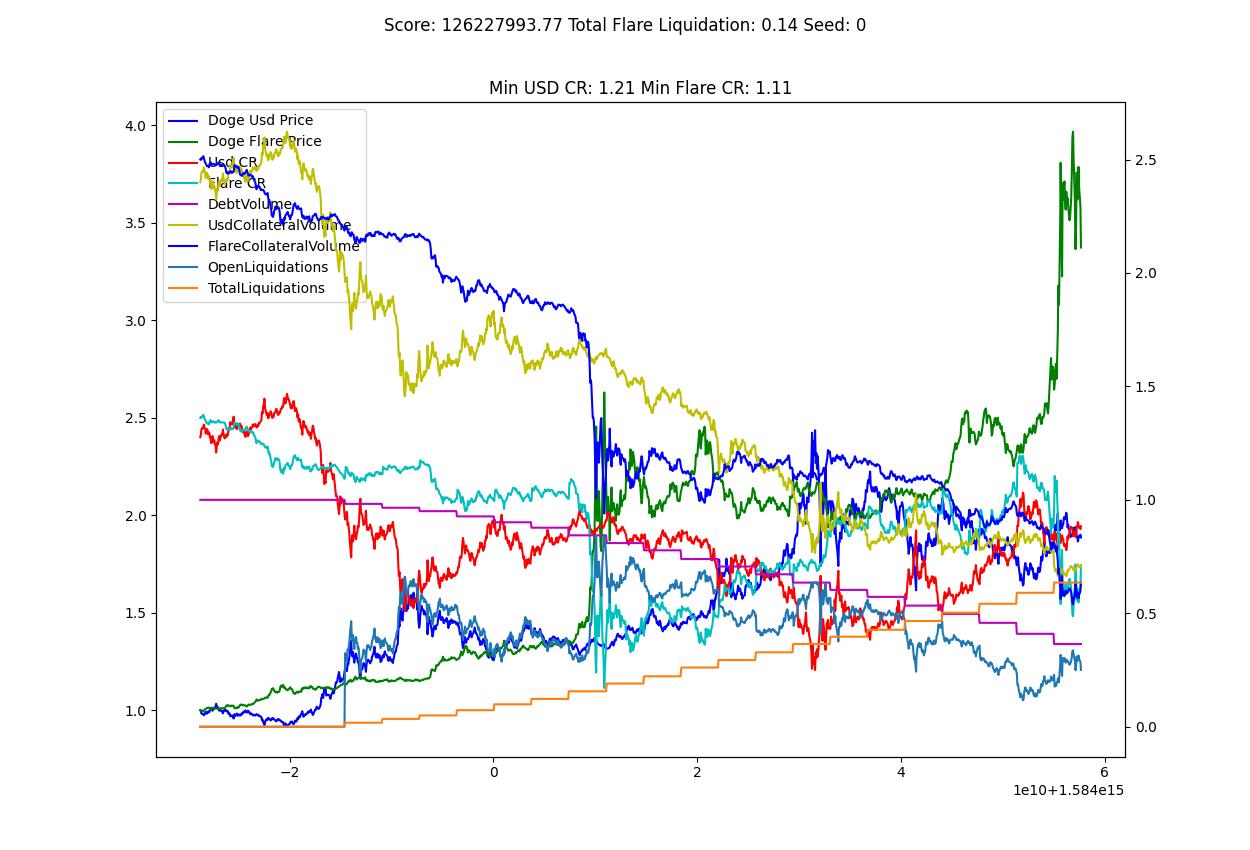 Score: 126227993.77 Total Flare Liquidation: 0.14 Seed: 0
Min USD CR: 1.21 Min Flare CR: 1.11
Doge Usd Price
Doge Flare Price
Usd CR
Flare CR
DebtVolume
UsdCollateralVolume
FlareCollateralVolume
OpenLiquidations
TotalLiquidations
4.0
3.5
3.0
2.5
2.0
1.5
1.0
2.5
2.0
1.5
1.0
0.5
0.0
−2
0
2
4
6
1e10+1.584e15